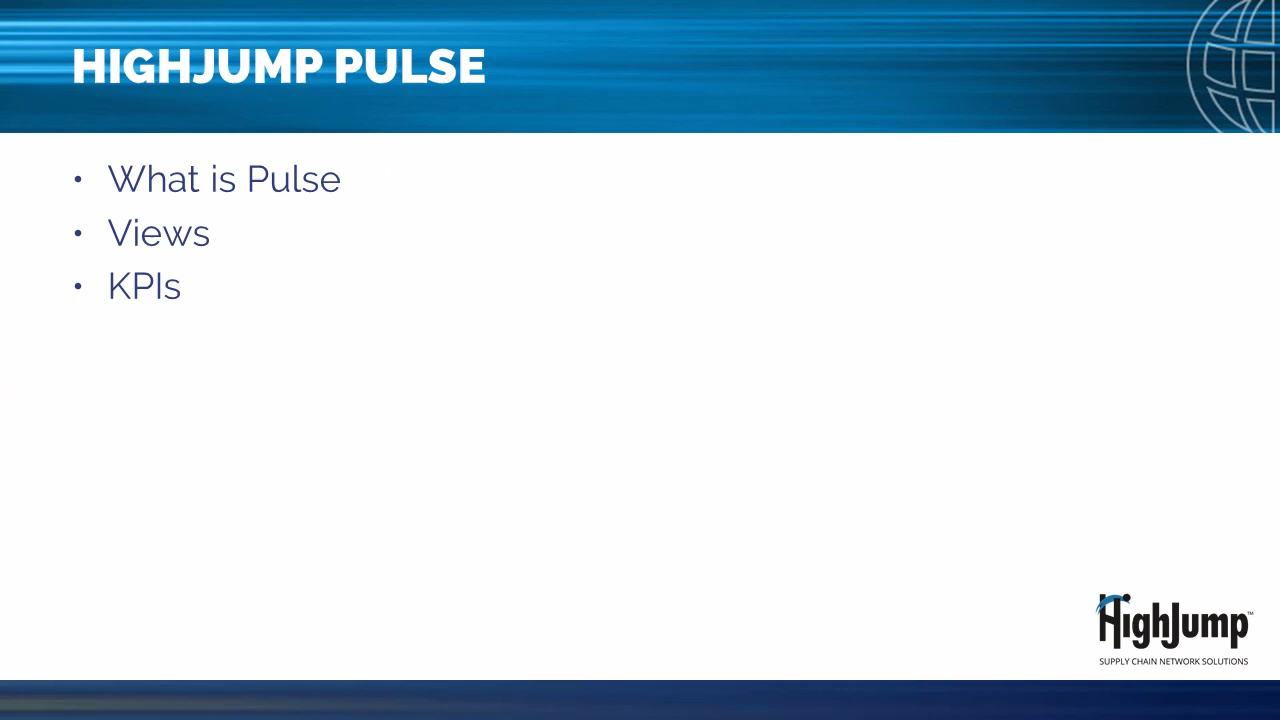 HIGHJUMP PULSE
• What is Pulse
• Views
• KPIs
HighJump™
SUPPLY CHAIN NETWORK SOLUTIONS